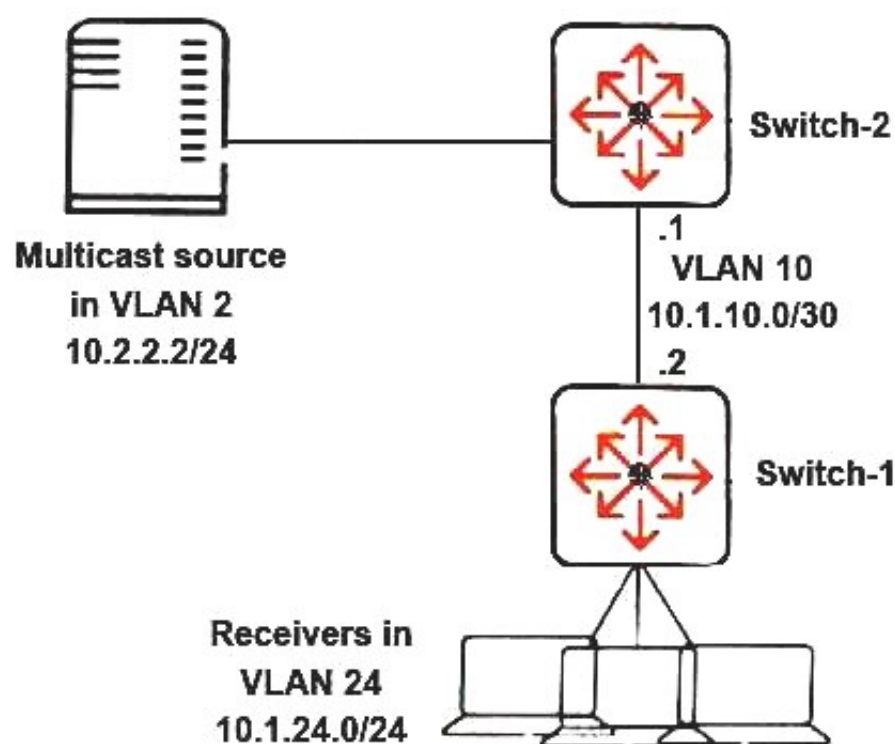 Switch-2
Multicast source
in VLAN 2
10.2.2.2/24
.1
VLAN 10
10.1.10.0/30
.2
Switch-1
Receivers in
VLAN 24
10.1.24.0/24